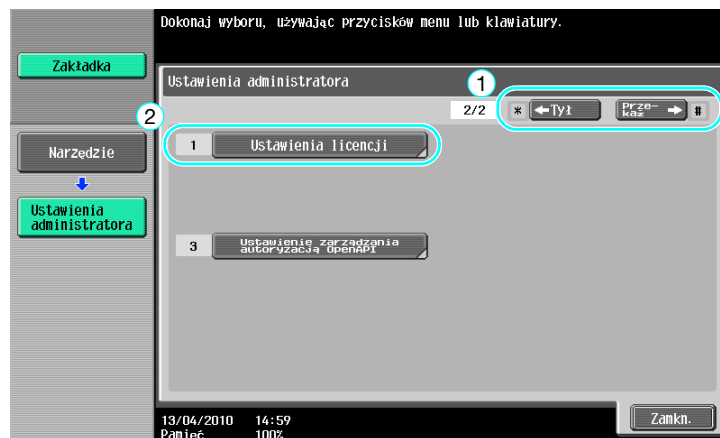 Dokonaj wyboru, używając przycisków menu lub klawiatury.
Zakładka
Ustawienia administratora
1
2/2 * ←Tył Prze-
każ → #
2
1 Ustawienia licencji
Narzędzie
Ustawienia
administratora
3 Ustawienie zarządzania
autoryzacją OpenAPI
13/04/2010 14:59
Pamięć 100%
Zamkn.